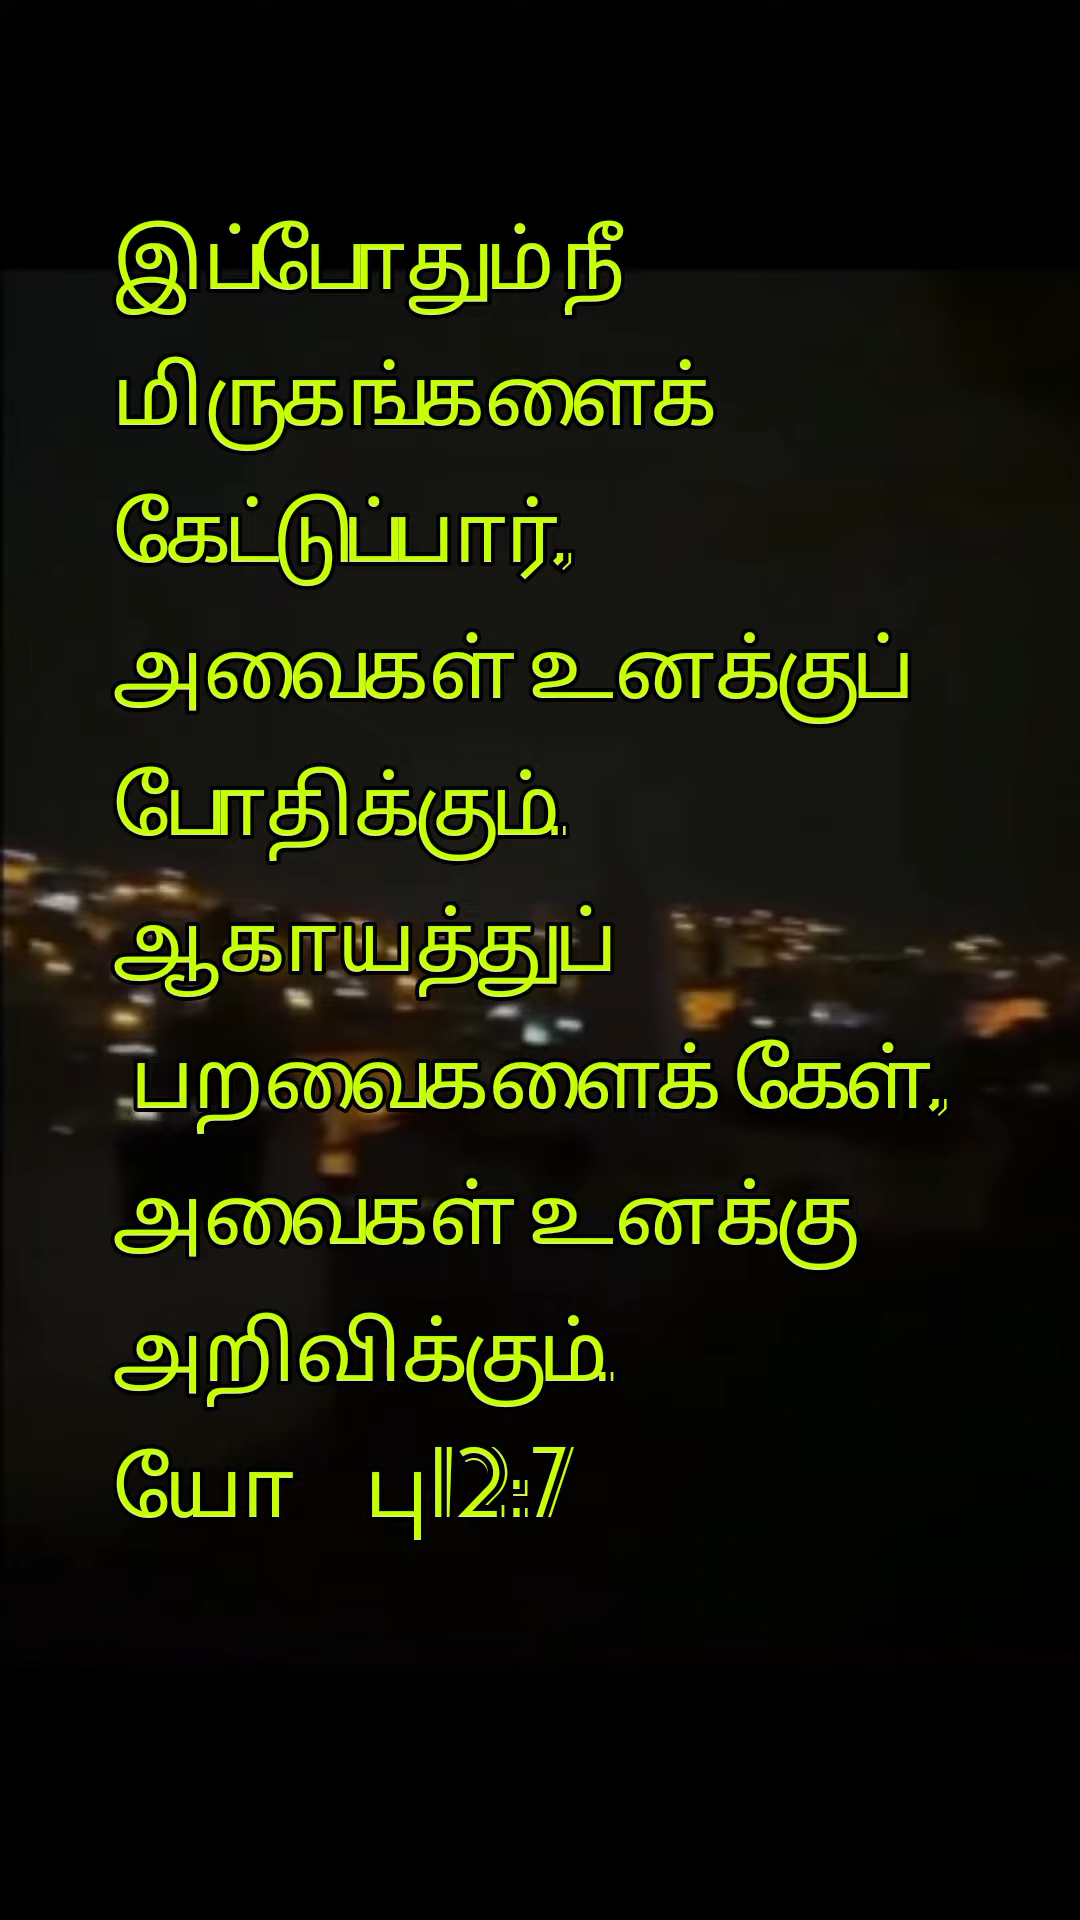 இப்போதும் நீ
மிருகங்களைக்
கேட்டுப்பார்,
அவைகள் உனக்குப்
போதிக்கும்.
ஆகாயத்துப்
பறவைகளைக் கேள்,
அவைகள் உனக்கு
அறிவிக்கும்.
யோ பு 12:7